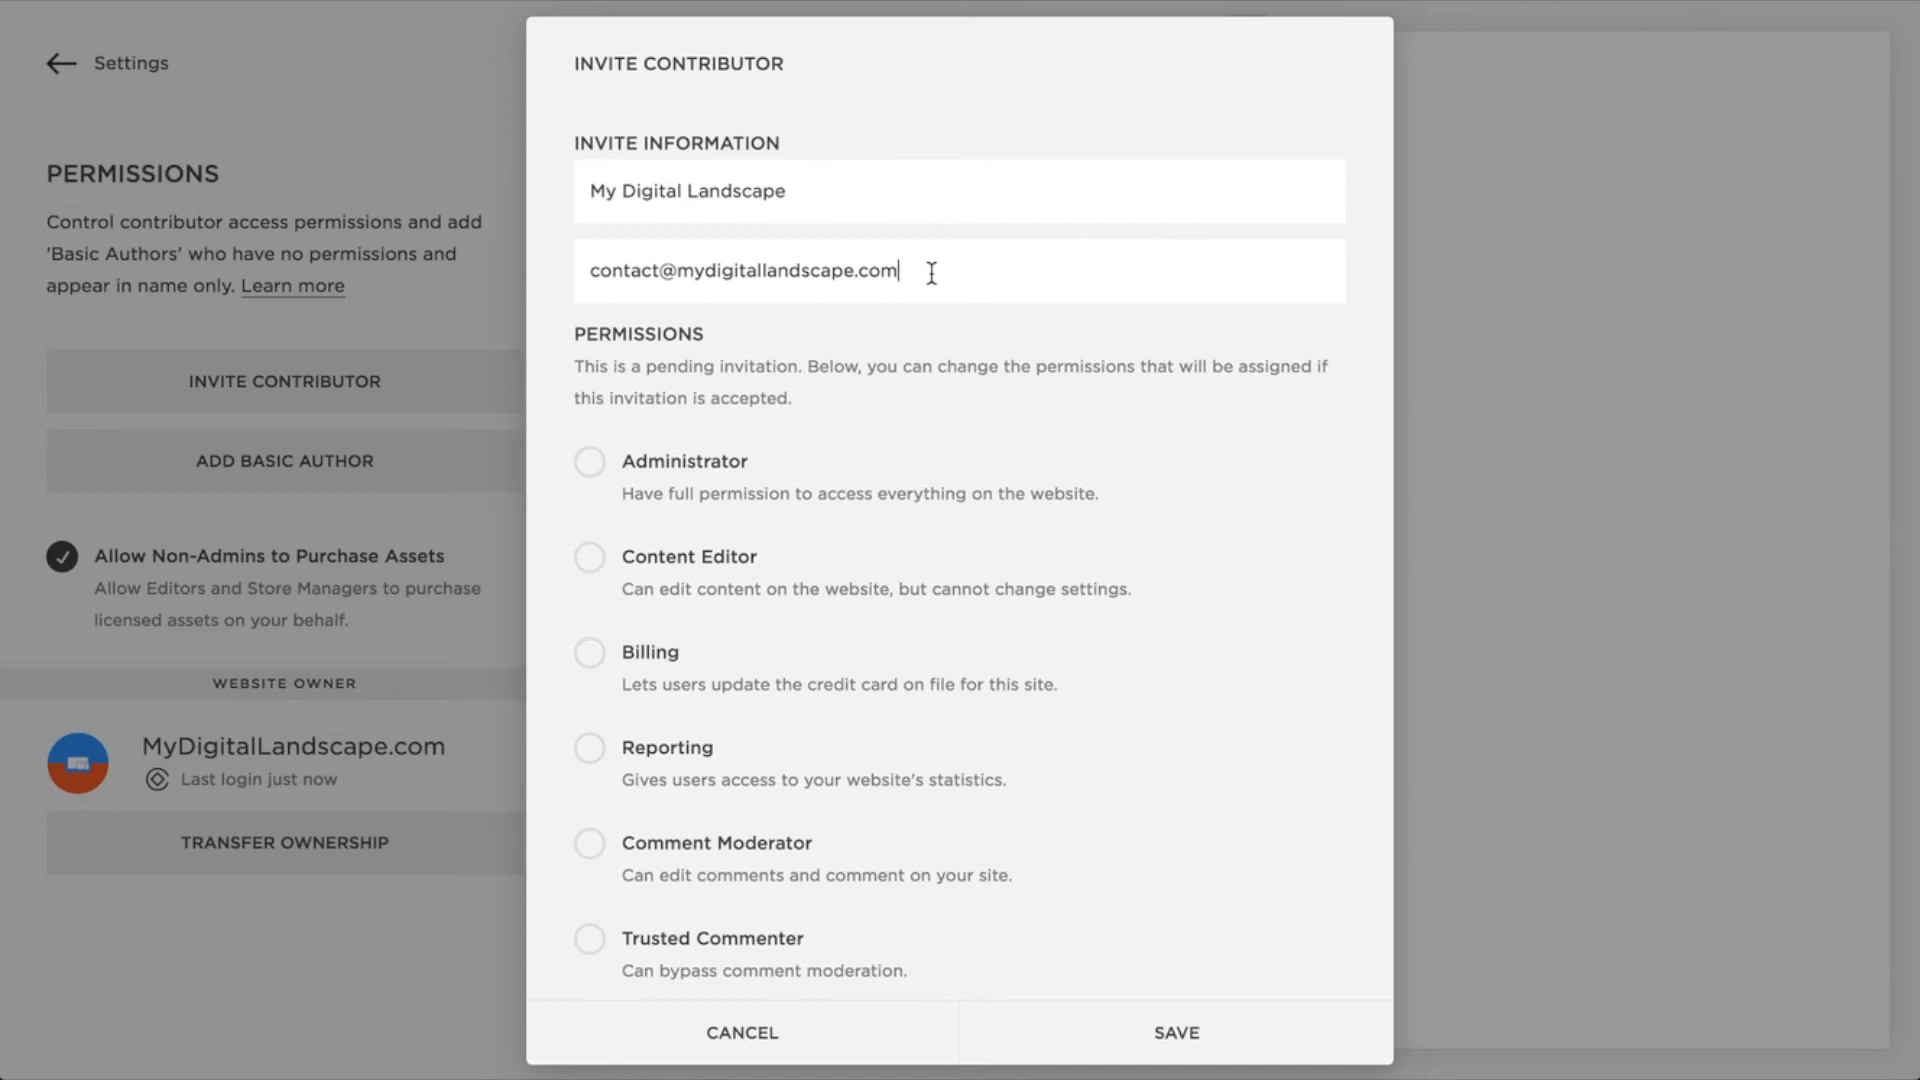 Settings
PERMISSIONS
Control contributor access permissions and add
'Basic Authors' who have no permissions and
appear in name only. Learn more
INVITE CONTRIBUTOR
ADD BASIC AUTHOR
Allow Non-Admins to Purchase Assets
Allow Editors and Store Managers to purchase
licensed assets on your behalf.
WEBSITE OWNER
MyDigitalLandscape.com
Last login just now
TRANSFER OWNERSHIP
INVITE CONTRIBUTOR
INVITE INFORMATION
My Digital Landscape
contact@mydigitallandscape.com
PERMISSIONS
This is a pending invitation. Below, you can change the permissions that will be assigned if
this invitation is accepted.
Administrator
Have full permission to access everything on the website.
Content Editor
Can edit content on the website, but cannot change settings.
Billing
Lets users update the credit card on file for this site.
Reporting
Gives users access to your website's statistics.
Comment Moderator
Can edit comments and comment on your site.
Trusted Commenter
Can bypass comment moderation.
CANCEL
SAVE